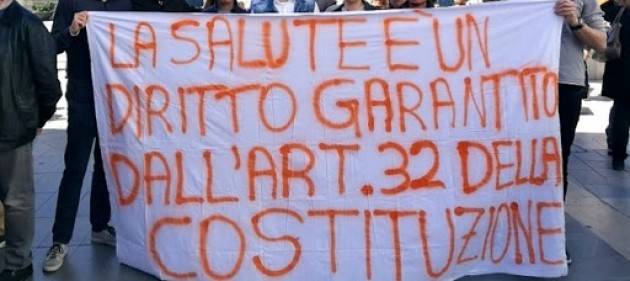 LA SALUTE È UN
DIRITTO GARANTITO
DALL'ART.32 DELLA
COSTITUZIONE